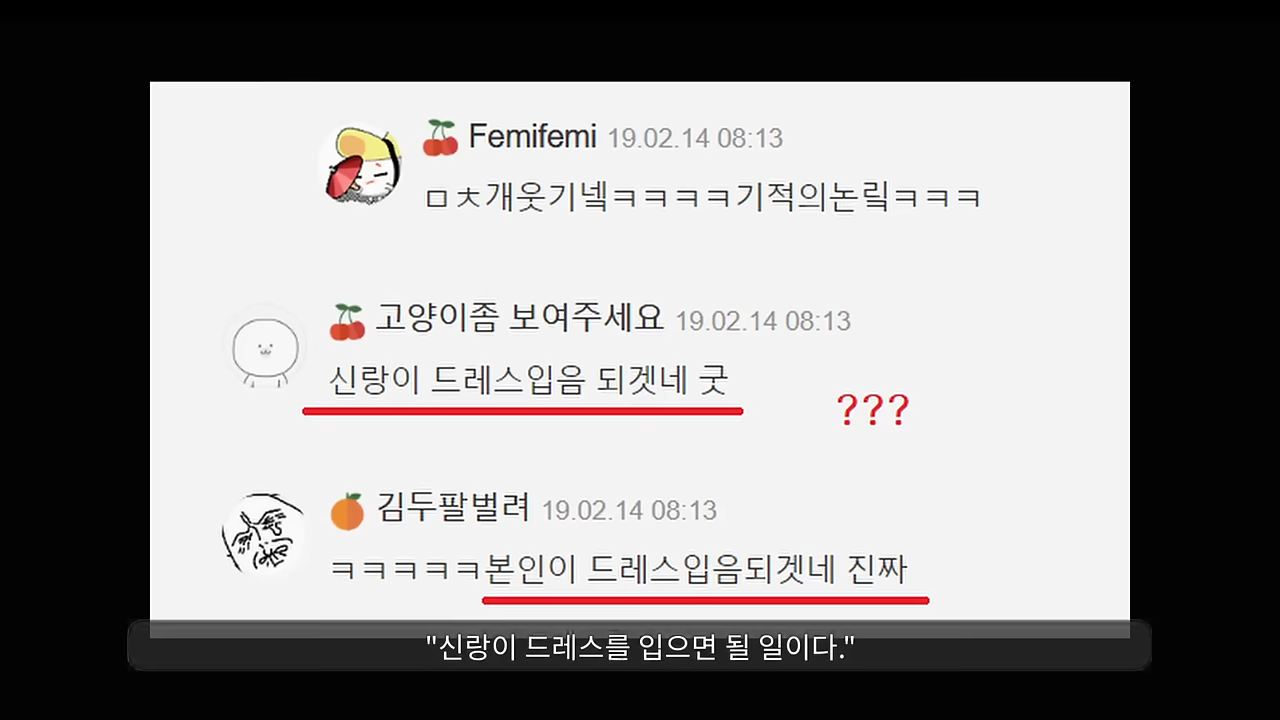 Femifemi 19.02.14 08:13
ㅁㅊ개웃기넼ㅋㅋㅋㅋ기적의논맄ㅋㅋㅋ
고양이좀 보여주세요 19.02.14 08:13
신랑이 드레스입음 되겟네 굿
???
김두팔벌려 19.02.14 08:13
ㅋㅋㅋㅋㅋ본인이 드레스입음되겟네 진짜
"신랑이 드레스를 입으면 될 일이다."